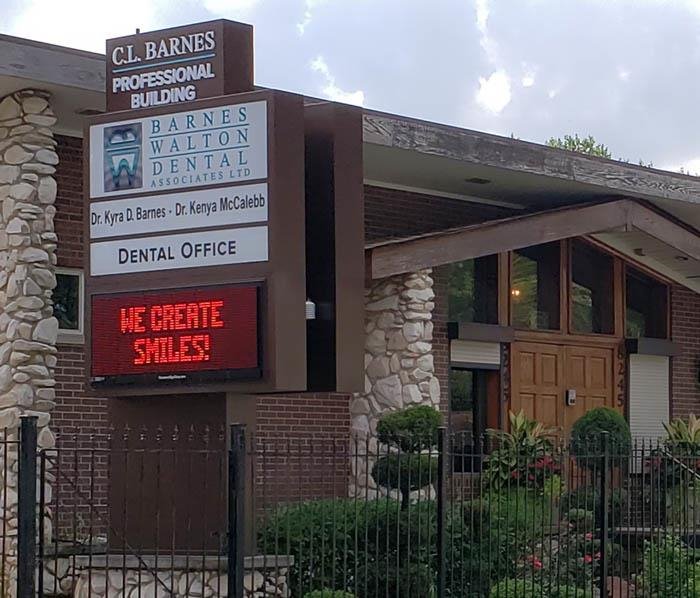 C.L. BARNES
PROFESSIONAL
BUILDING
BARNES
WALTON
DENTAL
ASSOCIATES LTD
Dr. Kyra D. Barnes - Dr. Kenya McCalebb
DENTAL OFFICE
WE CREATE
SMILES!
6245